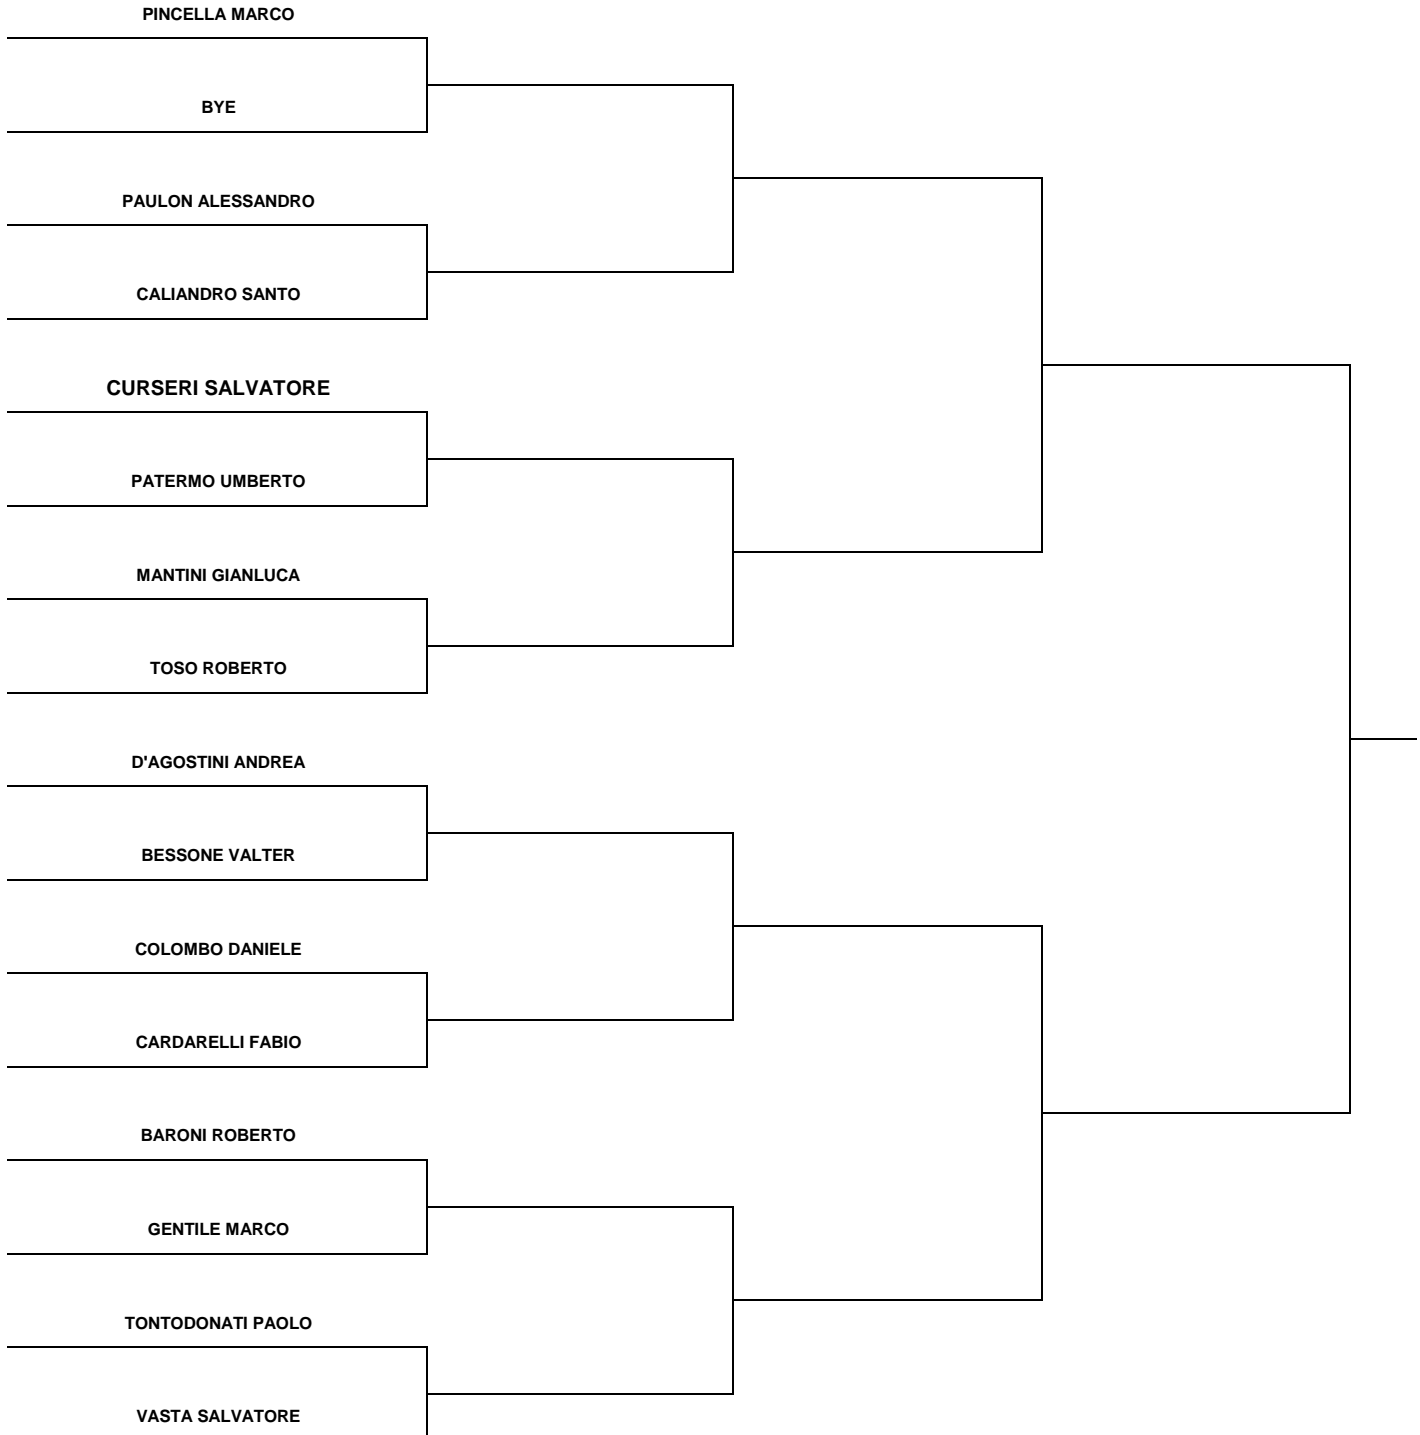 PINCELLA MARCO
BYE
PAULON ALESSANDRO
CALIANDRO SANTO
CURSERI SALVATORE
PATERMO UMBERTO
MANTINI GIANLUCA
TOSO ROBERTO
D'AGOSTINI ANDREA
BESSONE VALTER
COLOMBO DANIELE
CARDARELLI FABIO
BARONI ROBERTO
GENTILE MARCO
TONTODONATI PAOLO
VASTA SALVATORE